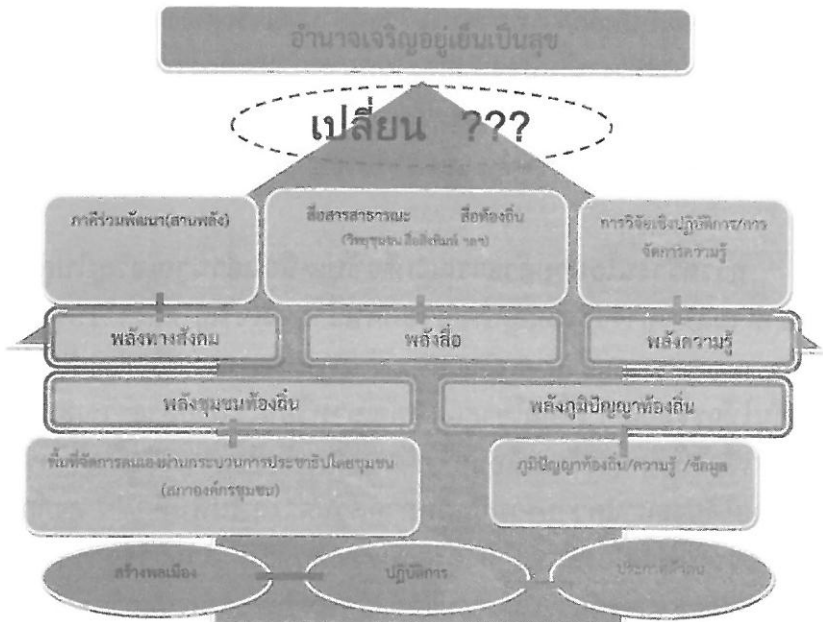 อำนาจเจริญอยู่เย็นเป็นสุข
เปลี่ยน ???
ภาคีร่วมพัฒนา(สานพลัง)
สื่อสารสาธารณะ สื่อท้องถิ่น
(วิทยุชุมชน สื่อสิ่งพิมพ์ ฯลฯ)
การวิจัยเชิงปฏิบัติการ/การ
จัดการความรู้
พลังทางสังคม
พลังสื่อ
พลังความรู้
พลังชุมชนท้องถิ่น
พลังภูมิปัญญาท้องถิ่น
พื้นที่จัดการตนเองผ่านกระบวนการประชาธิปไตยชุมชน
(สภาองค์กรชุมชน)
ภูมิปัญญาท้องถิ่น/ความรู้ /ข้อมูล
สร้างพลเมือง
ปฏิบัติการ